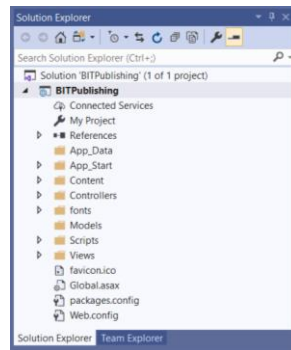 Solution Explorer
Search Solution Explorer (Ctrl+;)
Solution 'BITPublishing' (1 of 1 project)
BITPublishing
Connected Services
My Project
References
App_Data
App_Start
Content
Controllers
fonts
Models
Scripts
Views
favicon.ico
Global.asax
packages.config
Web.config
Solution Explorer Team Explorer